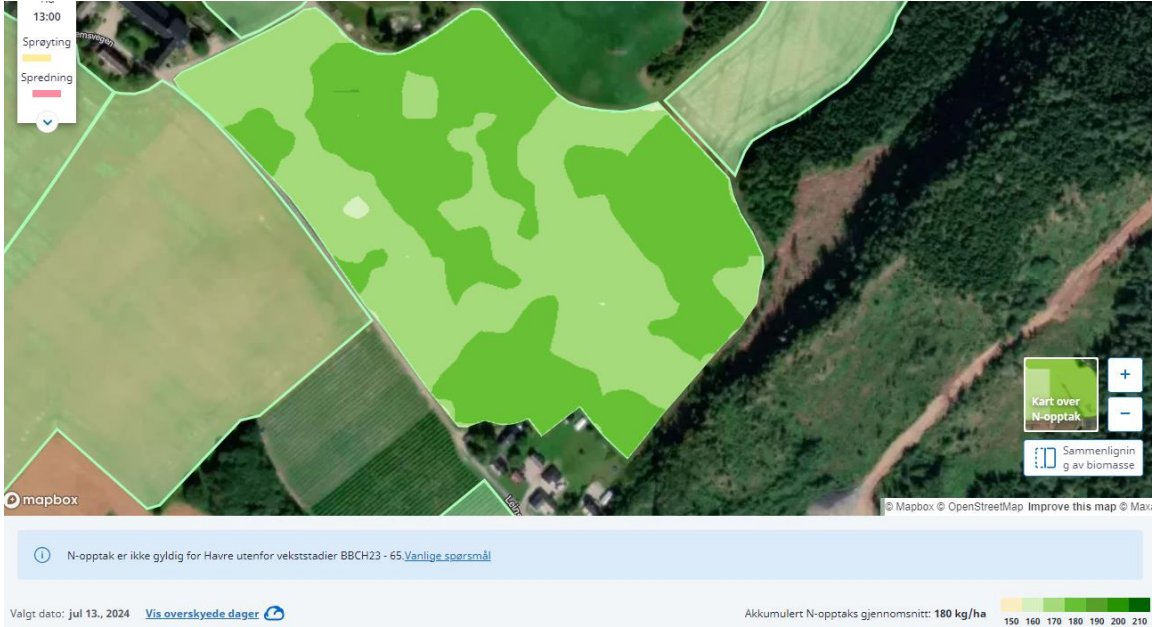 13:00
Sprøyting
Spredning
emsvegen
Kart over
N-opptak
+
−
Sammenlignin
g av biomasse
mapbox
© Mapbox © OpenStreetMap Improve this map © Maxa
N-opptak er ikke gyldig for Havre utenfor vekststadier BBCH23 - 65.Vanlige spørsmål
Valgt dato: jul 13., 2024 Vis overskyede dager
Akkumulert N-opptaks gjennomsnitt: 180 kg/ha
150 160 170 180 190 200 210